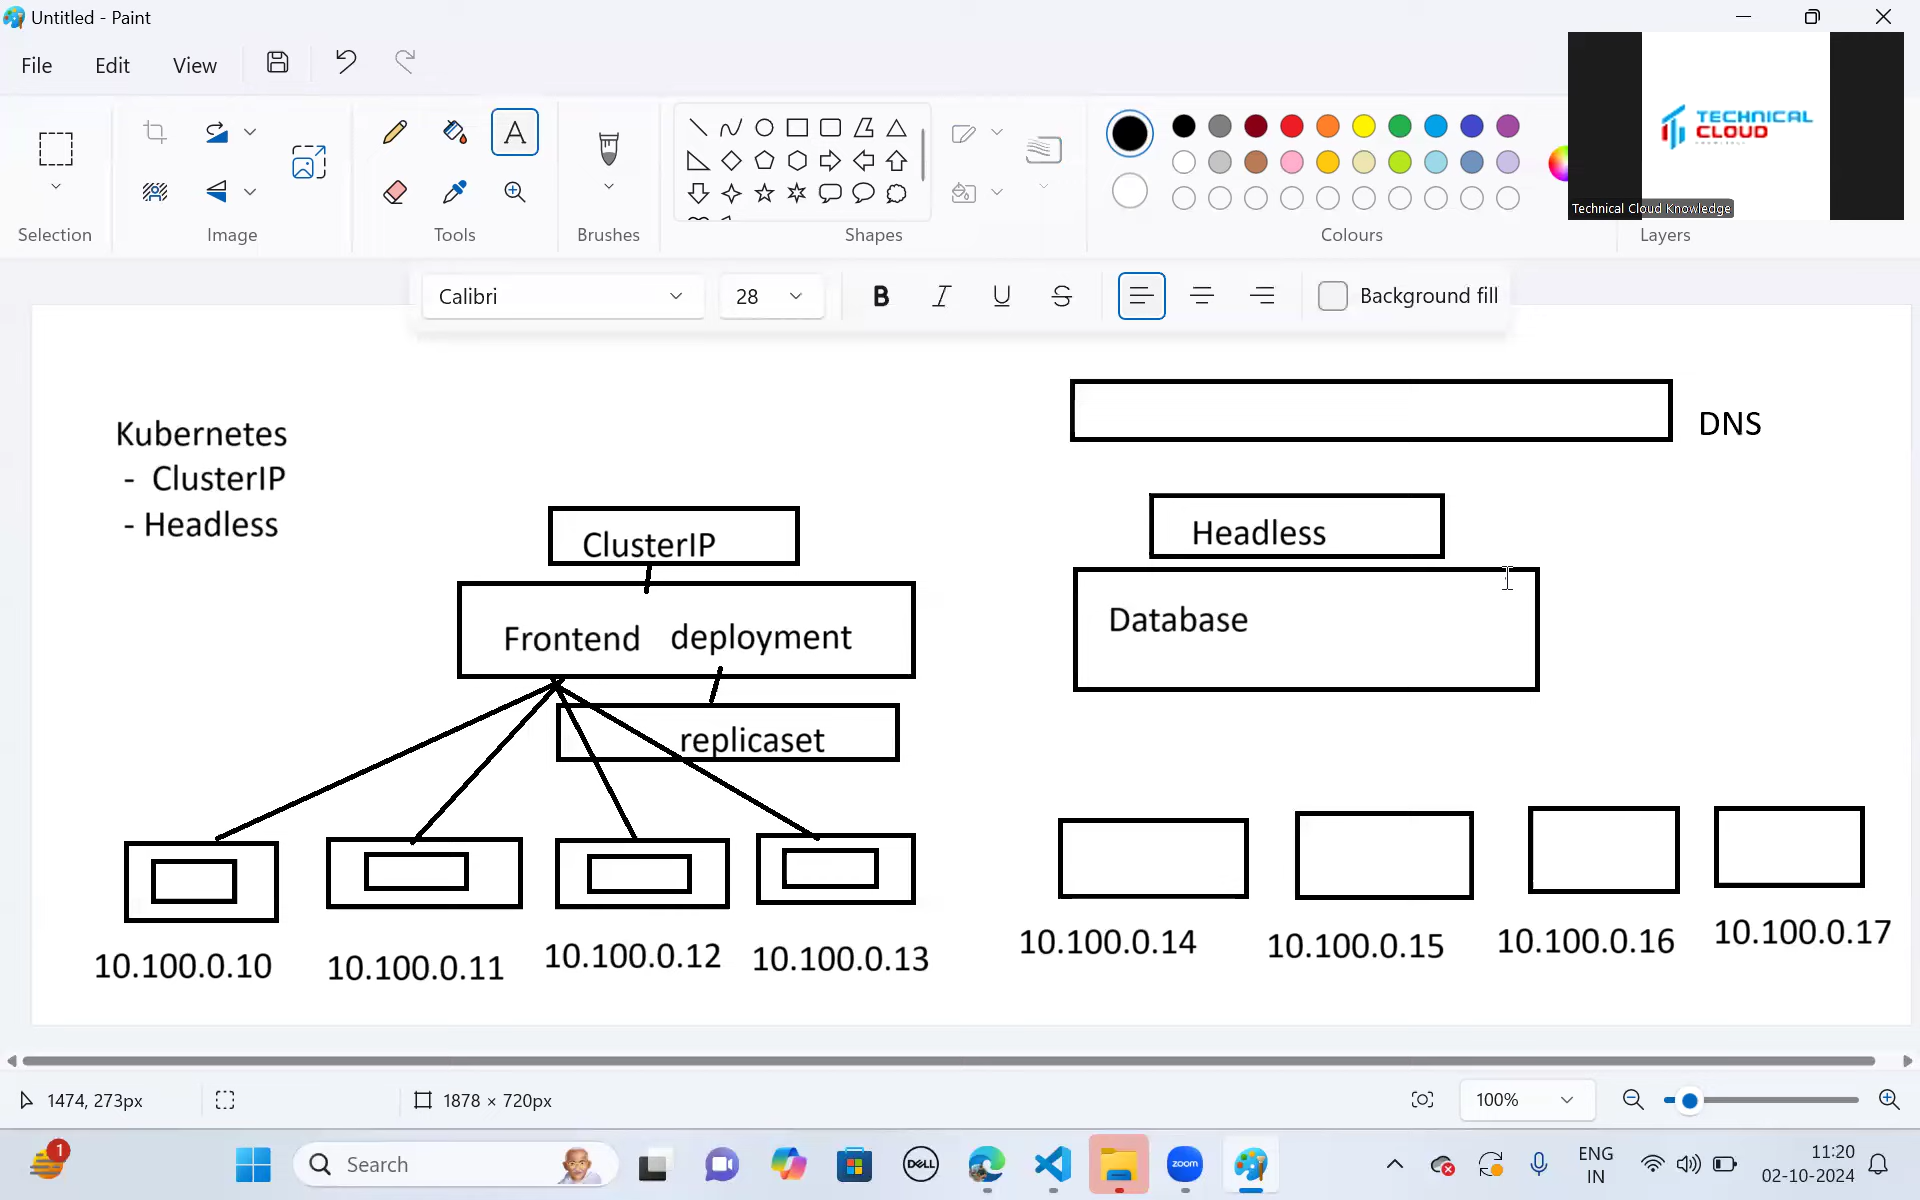 Untitled - Paint
File Edit View
TECHNICAL
CLOUD
Technical Cloud Knowledge
Selection Image Tools Brushes Shapes Colours Layers
Calibri 28 B I U S Background fill
DNS
Kubernetes
- ClusterIP
- Headless
ClusterIP
Headless
Frontend deployment
Database
replicaset
10.100.0.10 10.100.0.11 10.100.0.12 10.100.0.13
10.100.0.14 10.100.0.15 10.100.0.16 10.100.0.17
1474, 273px 1878 × 720px 100%
1 Search DELL zoom ENG
IN 11:20
02-10-2024